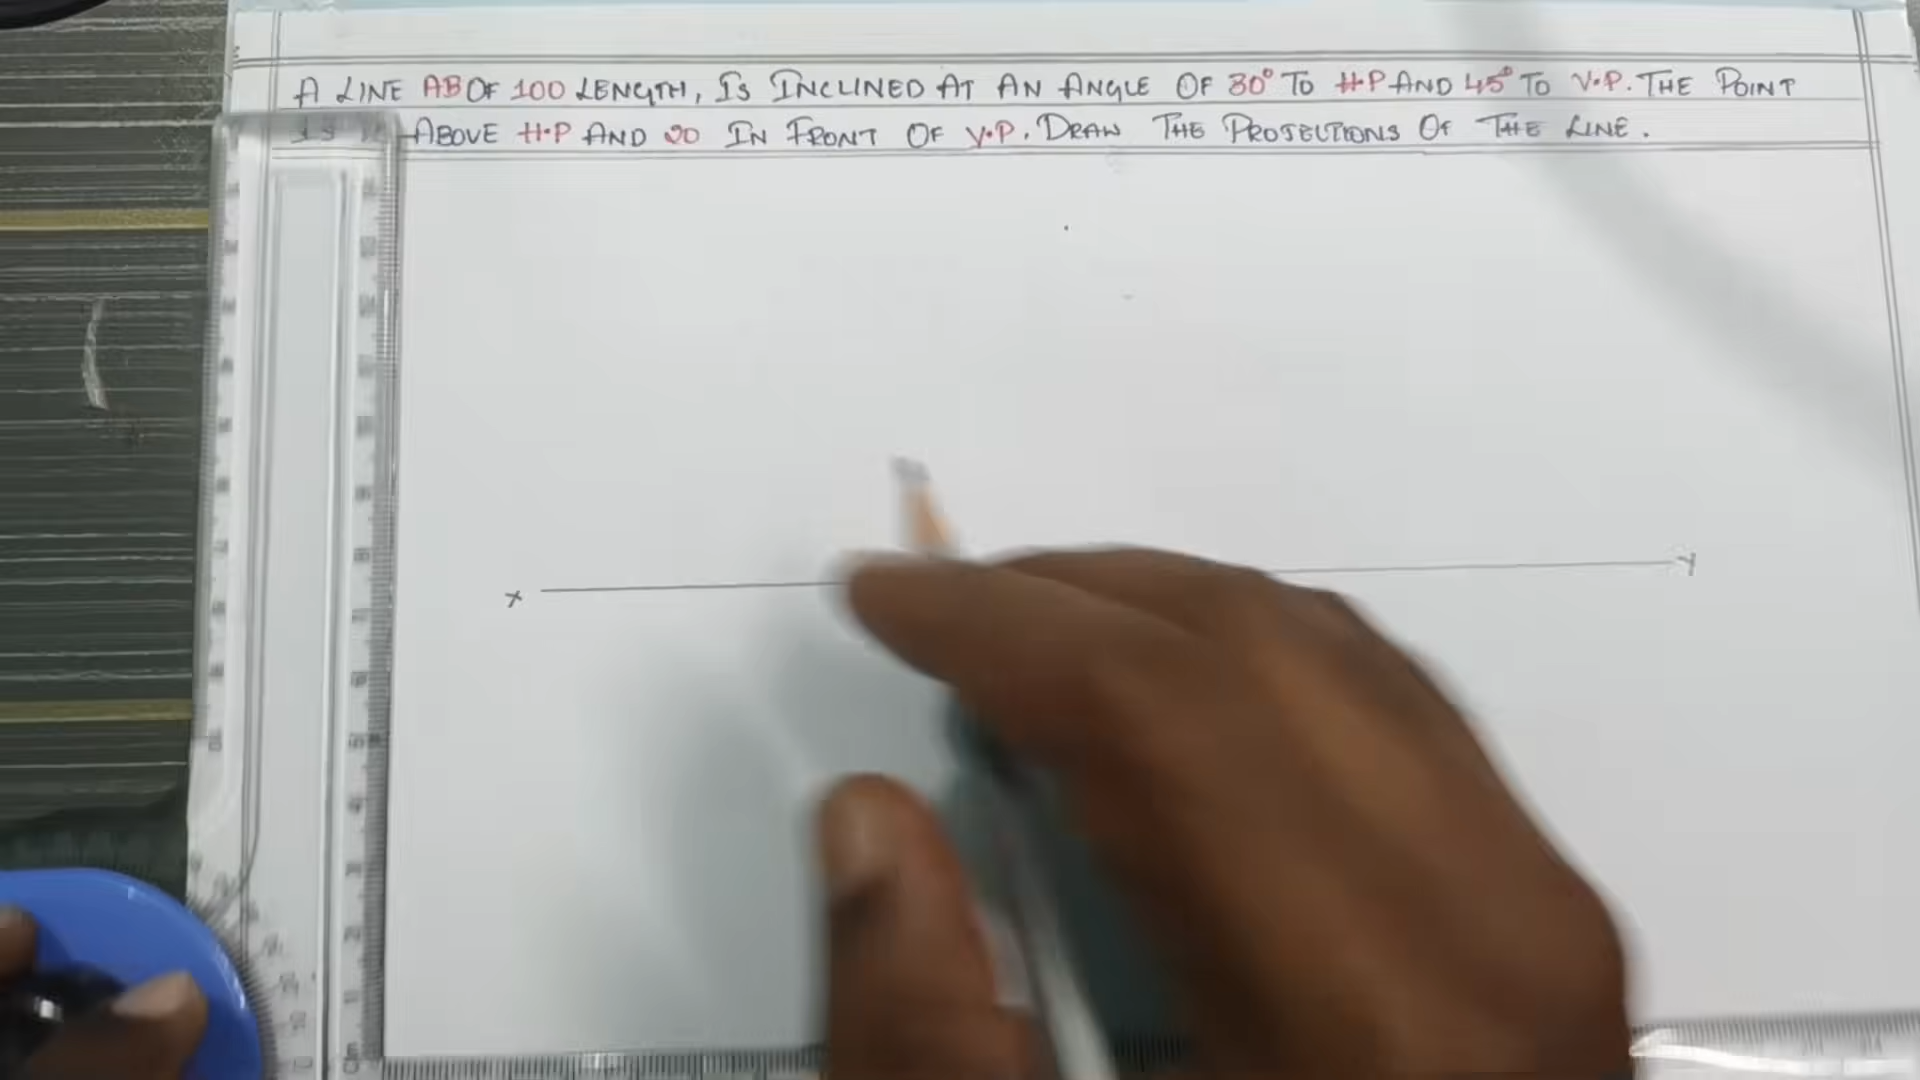 A LINE AB OF 100 LENGTH, IS INCLINED AT AN ANGLE OF 30° TO H.P AND 45° TO V.P. THE POINT
IS ABOVE H.P AND 20 IN FRONT OF V.P. DRAW THE PROJECTIONS OF THE LINE.
X Y